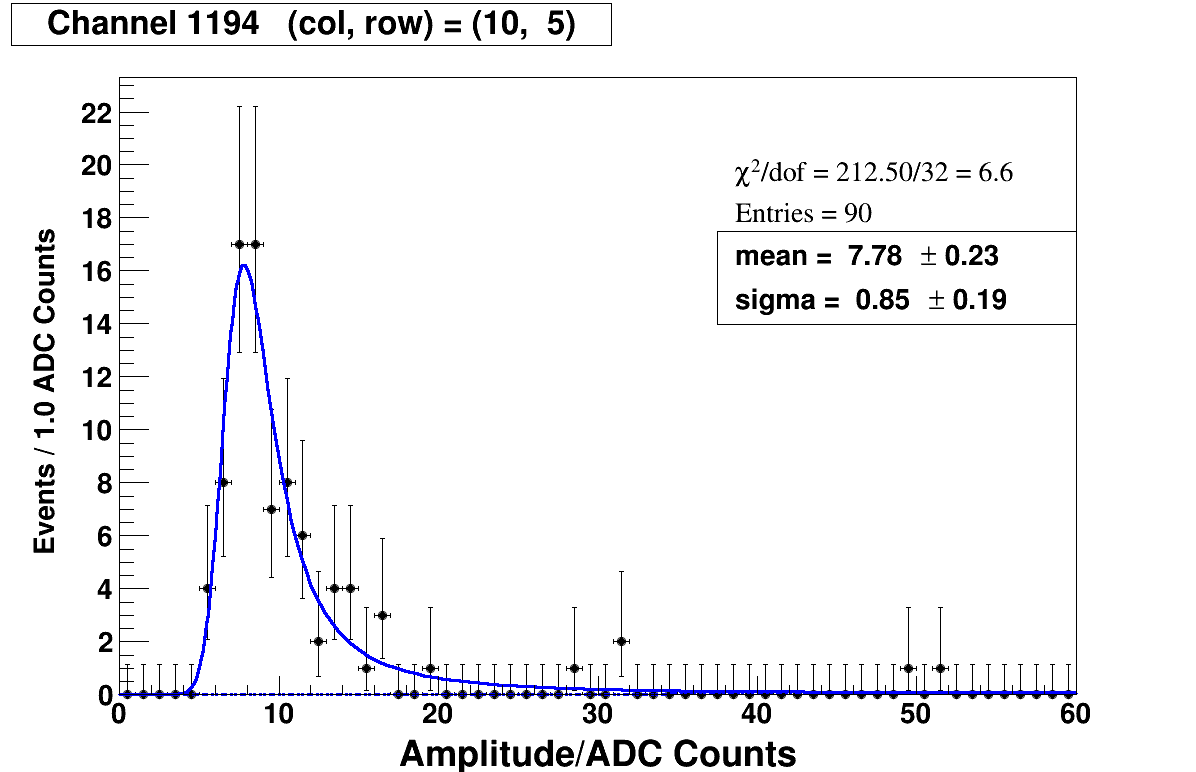 Channel 1194 (col, row) = (10, 5)
22
20
18
16
14
12
10
8
6
4
2
0
Events / 1.0 ADC Counts
χ²/dof = 212.50/32 = 6.6
Entries = 90
mean = 7.78 ± 0.23
sigma = 0.85 ± 0.19
0 10 20 30 40 50 60
Amplitude/ADC Counts